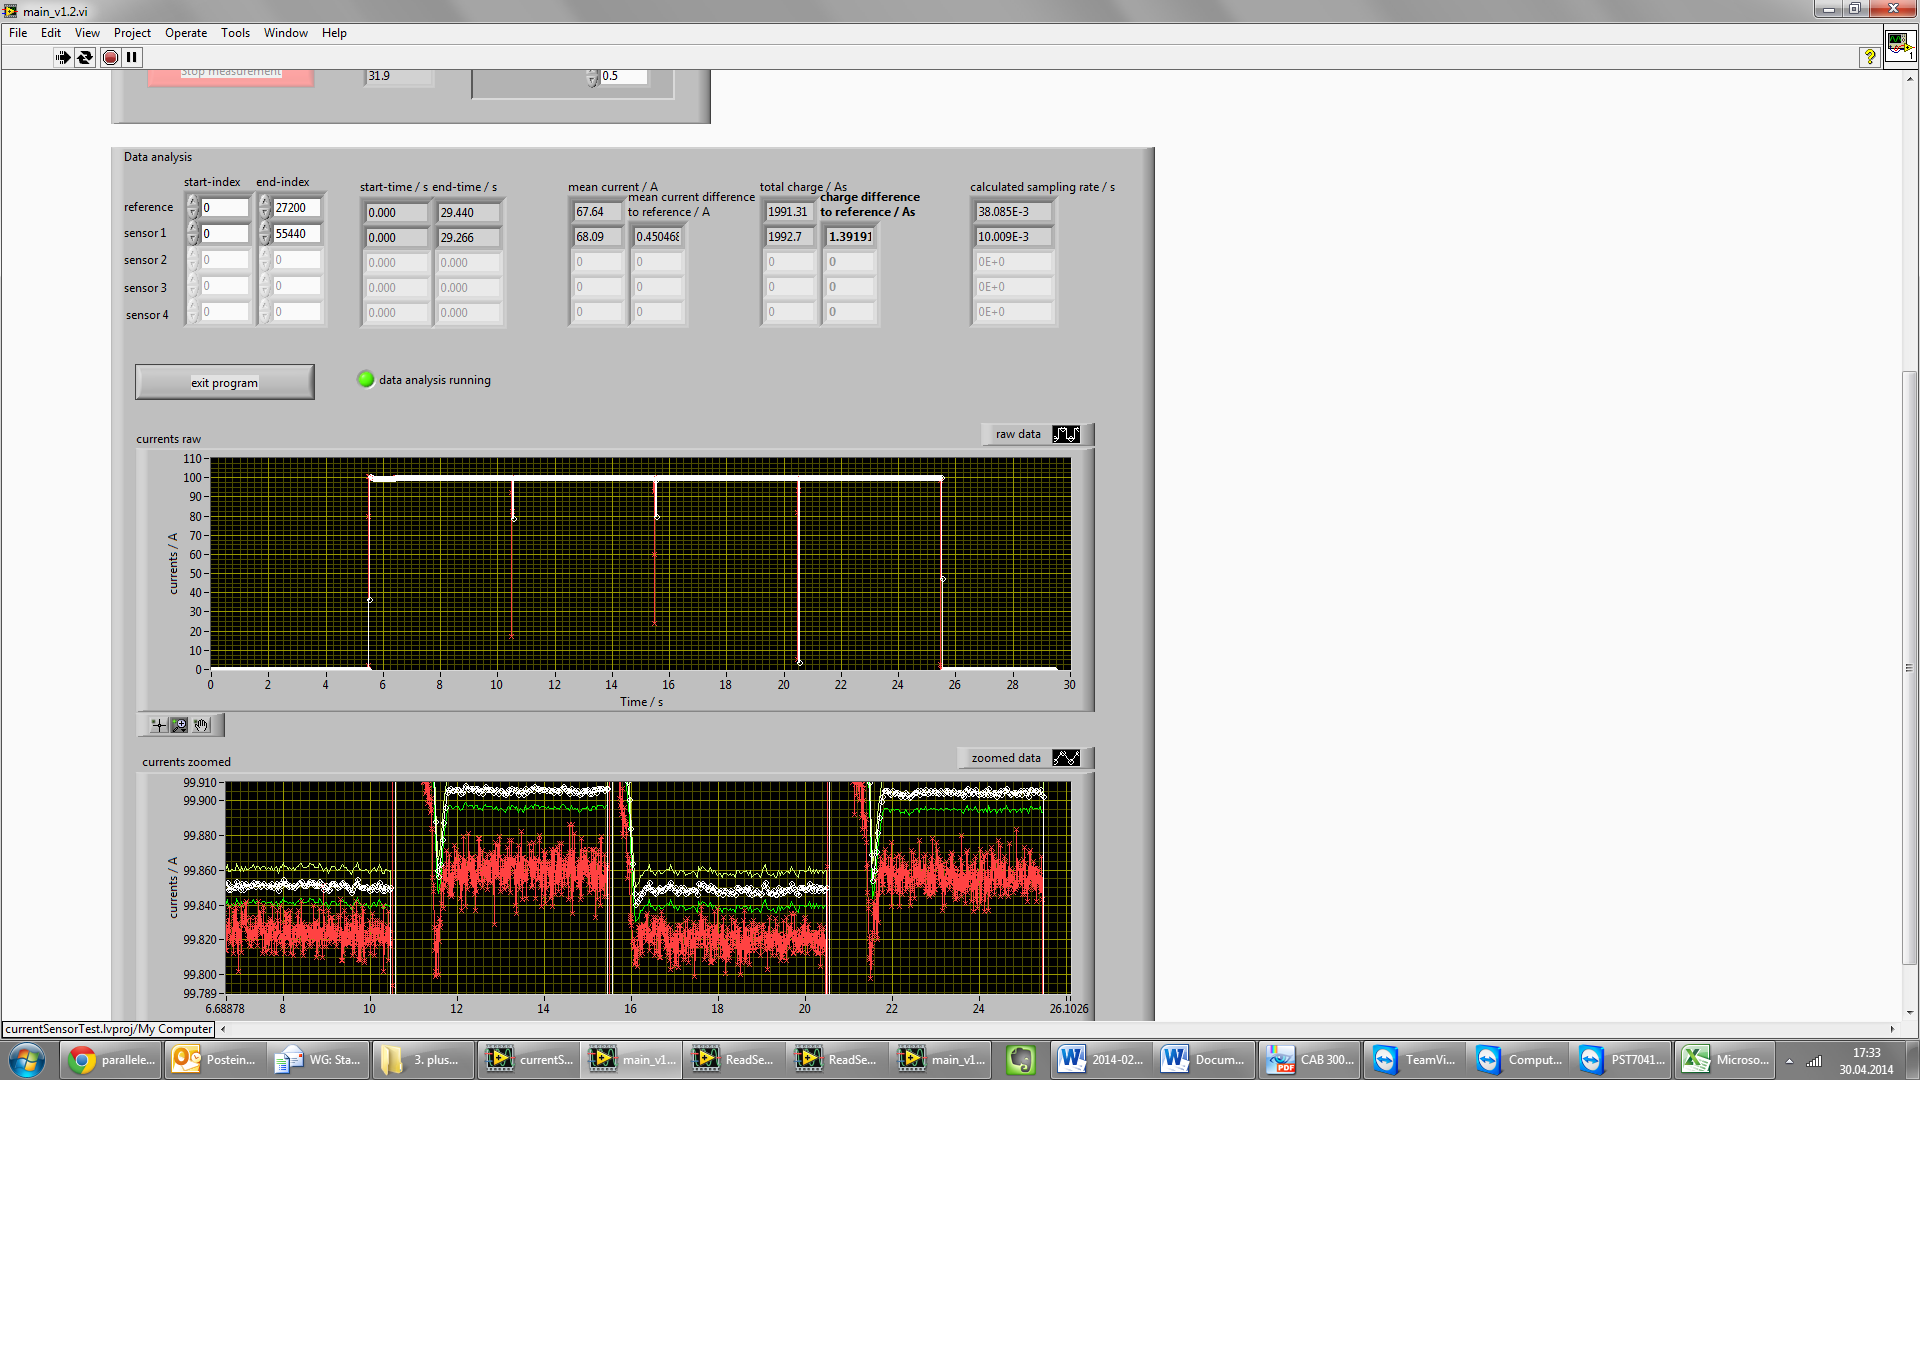 main_v1.2.vi
File Edit View Project Operate Tools Window Help
Stop measurement 31.9 0.5
Data analysis
start-index end-index start-time / s end-time / s mean current / A total charge / As calculated sampling rate / s
mean current difference to reference / A charge difference to reference / As
reference 0 27200 0.000 29.440 67.64 1991.31 38.085E-3
sensor 1 0 55440 0.000 29.266 68.09 0.450468 1992.7 1.39191 10.009E-3
sensor 2 0 0 0.000 0.000 0 0 0 0 0E+0
sensor 3 0 0 0.000 0.000 0 0 0 0 0E+0
sensor 4 0 0 0.000 0.000 0 0 0 0 0E+0
exit program data analysis running
currents raw raw data
110
100
90
80
70
60
50
40
30
20
10
0
currents / A
0 2 4 6 8 10 12 14 16 18 20 22 24 26 28 30
Time / s
currents zoomed zoomed data
99.910
99.900
99.880
99.860
99.840
99.820
99.800
99.789
currents / A
6.68878 8 10 12 14 16 18 20 22 24 26.1026
currentSensorTest.lvproj/My Computer
parallele... Postein... WG: Sta... 3. plus... currentS... main_v1... ReadSe... ReadSe... main_v1... 2014-02... Docum... CAB 300... TeamVi... Comput... PST7041... Microso... 17:33
30.04.2014